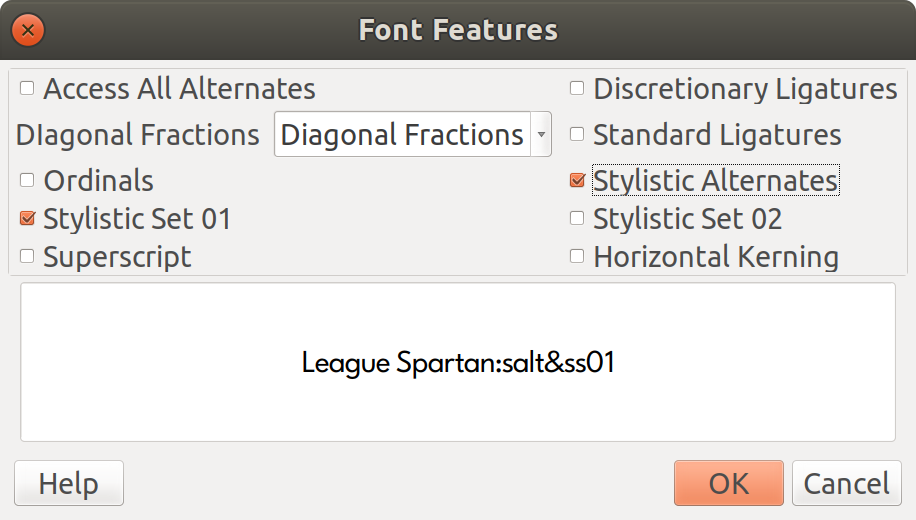 Font Features
Access All Alternates
Discretionary Ligatures
DIagonal Fractions
Diagonal Fractions
Standard Ligatures
Ordinals
Stylistic Alternates
Stylistic Set 01
Stylistic Set 02
Superscript
Horizontal Kerning
League Spartan:salt&ss01
Help
OK
Cancel